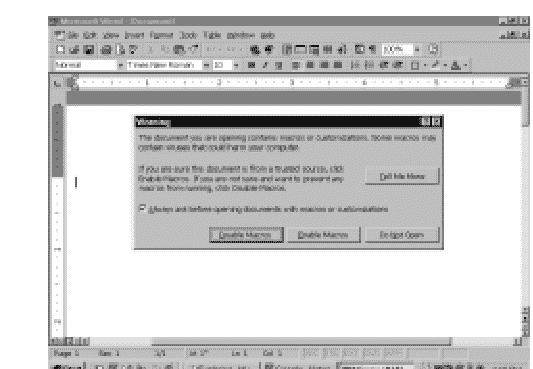 Microsoft Word - Document1
File Edit View Insert Format Tools Table Window Help
100%
Normal Times New Roman 10 B I U
Warning
The document you are opening contains macros or customizations. Some macros may
contain viruses that could harm your computer.
If you are sure this document is from a trusted source, click
Enable Macros. If you are not sure and want to prevent any
macros from running, click Disable Macros.
Tell Me More
Always ask before opening documents with macros or customizations
Disable Macros Enable Macros Do Not Open
Page 1 Sec 1 1/1 At 1" Ln 1 Col 1